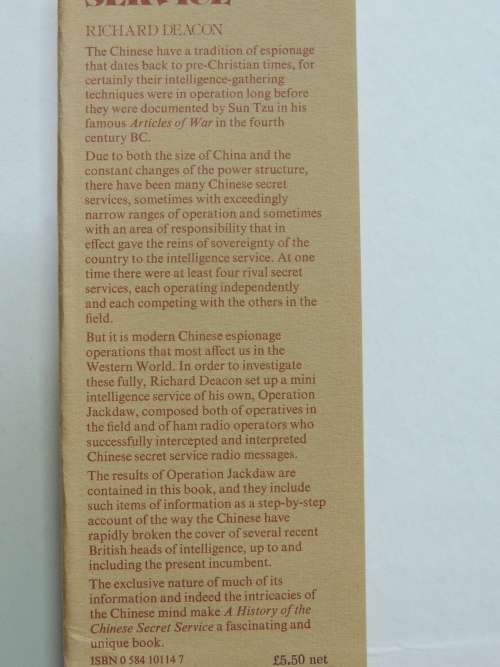 SERVICE
RICHARD DEACON
The Chinese have a tradition of espionage
that dates back to pre-Christian times, for
certainly their intelligence-gathering
techniques were in operation long before
they were documented by Sun Tzu in his
famous Articles of War in the fourth
century BC.
Due to both the size of China and the
constant changes of the power structure,
there have been many Chinese secret
services, sometimes with exceedingly
narrow ranges of operation and sometimes
with an area of responsibility that in
effect gave the reins of sovereignty of the
country to the intelligence service. At one
time there were at least four rival secret
services, each operating independently
and each competing with the others in the
field.
But it is modern Chinese espionage
operations that most affect us in the
Western World. In order to investigate
these fully, Richard Deacon set up a mini
intelligence service of his own, Operation
Jackdaw, composed both of operatives in
the field and of ham radio operators who
successfully intercepted and interpreted
Chinese secret service radio messages.
The results of Operation Jackdaw are
contained in this book, and they include
such items of information as a step-by-step
account of the way the Chinese have
rapidly broken the cover of several recent
British heads of intelligence, up to and
including the present incumbent.
The exclusive nature of much of its
information and indeed the intricacies of
the Chinese mind make A History of the
Chinese Secret Service a fascinating and
unique book.
ISBN 0 584 10114 7 £5.50 net